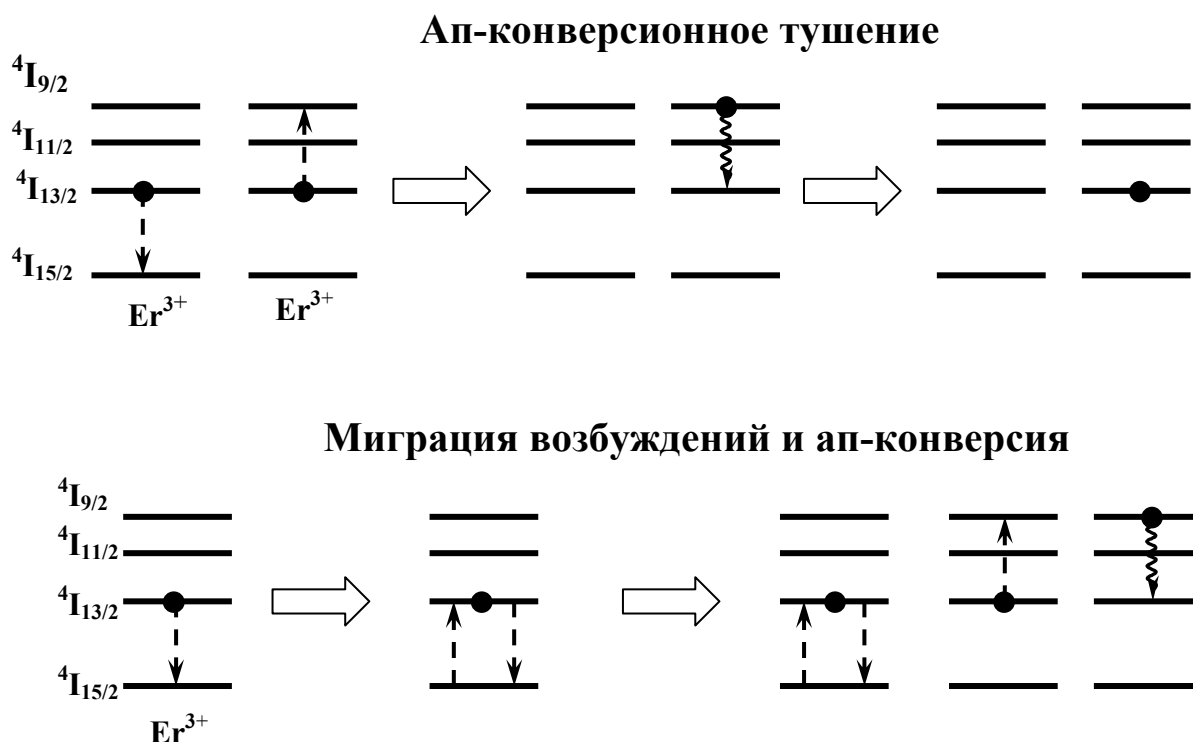 Ап-конверсионное тушение
⁴I₉/₂
⁴I₁₁/₂
⁴I₁₃/₂
⁴I₁₅/₂
Er³⁺ Er³⁺
Миграция возбуждений и ап-конверсия
⁴I₉/₂
⁴I₁₁/₂
⁴I₁₃/₂
⁴I₁₅/₂
Er³⁺